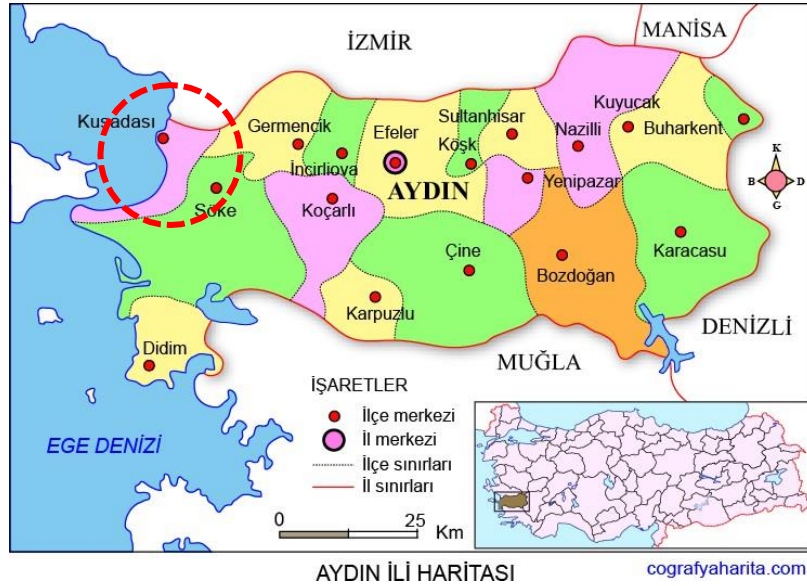 MANİSA
İZMİR
Kuşadası
Germencik
Efeler
Sultanhisar
Kuyucak
Köşk
Nazilli
Buharkent
İncirliova
AYDIN
Yenipazar
Söke
Koçarlı
Çine
Bozdoğan
Karacasu
Karpuzlu
Didim
DENİZLİ
MUĞLA
K
B
D
G
EGE DENİZİ
İŞARETLER
İlçe merkezi
İl merkezi
İlçe sınırları
İl sınırları
0 25
Km
AYDIN İLİ HARİTASI
cografyaharita.com